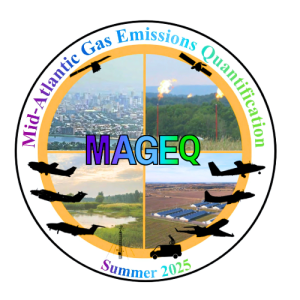 Mid-Atlantic Gas Emissions Quantification
MAGEQ
Summer 2025